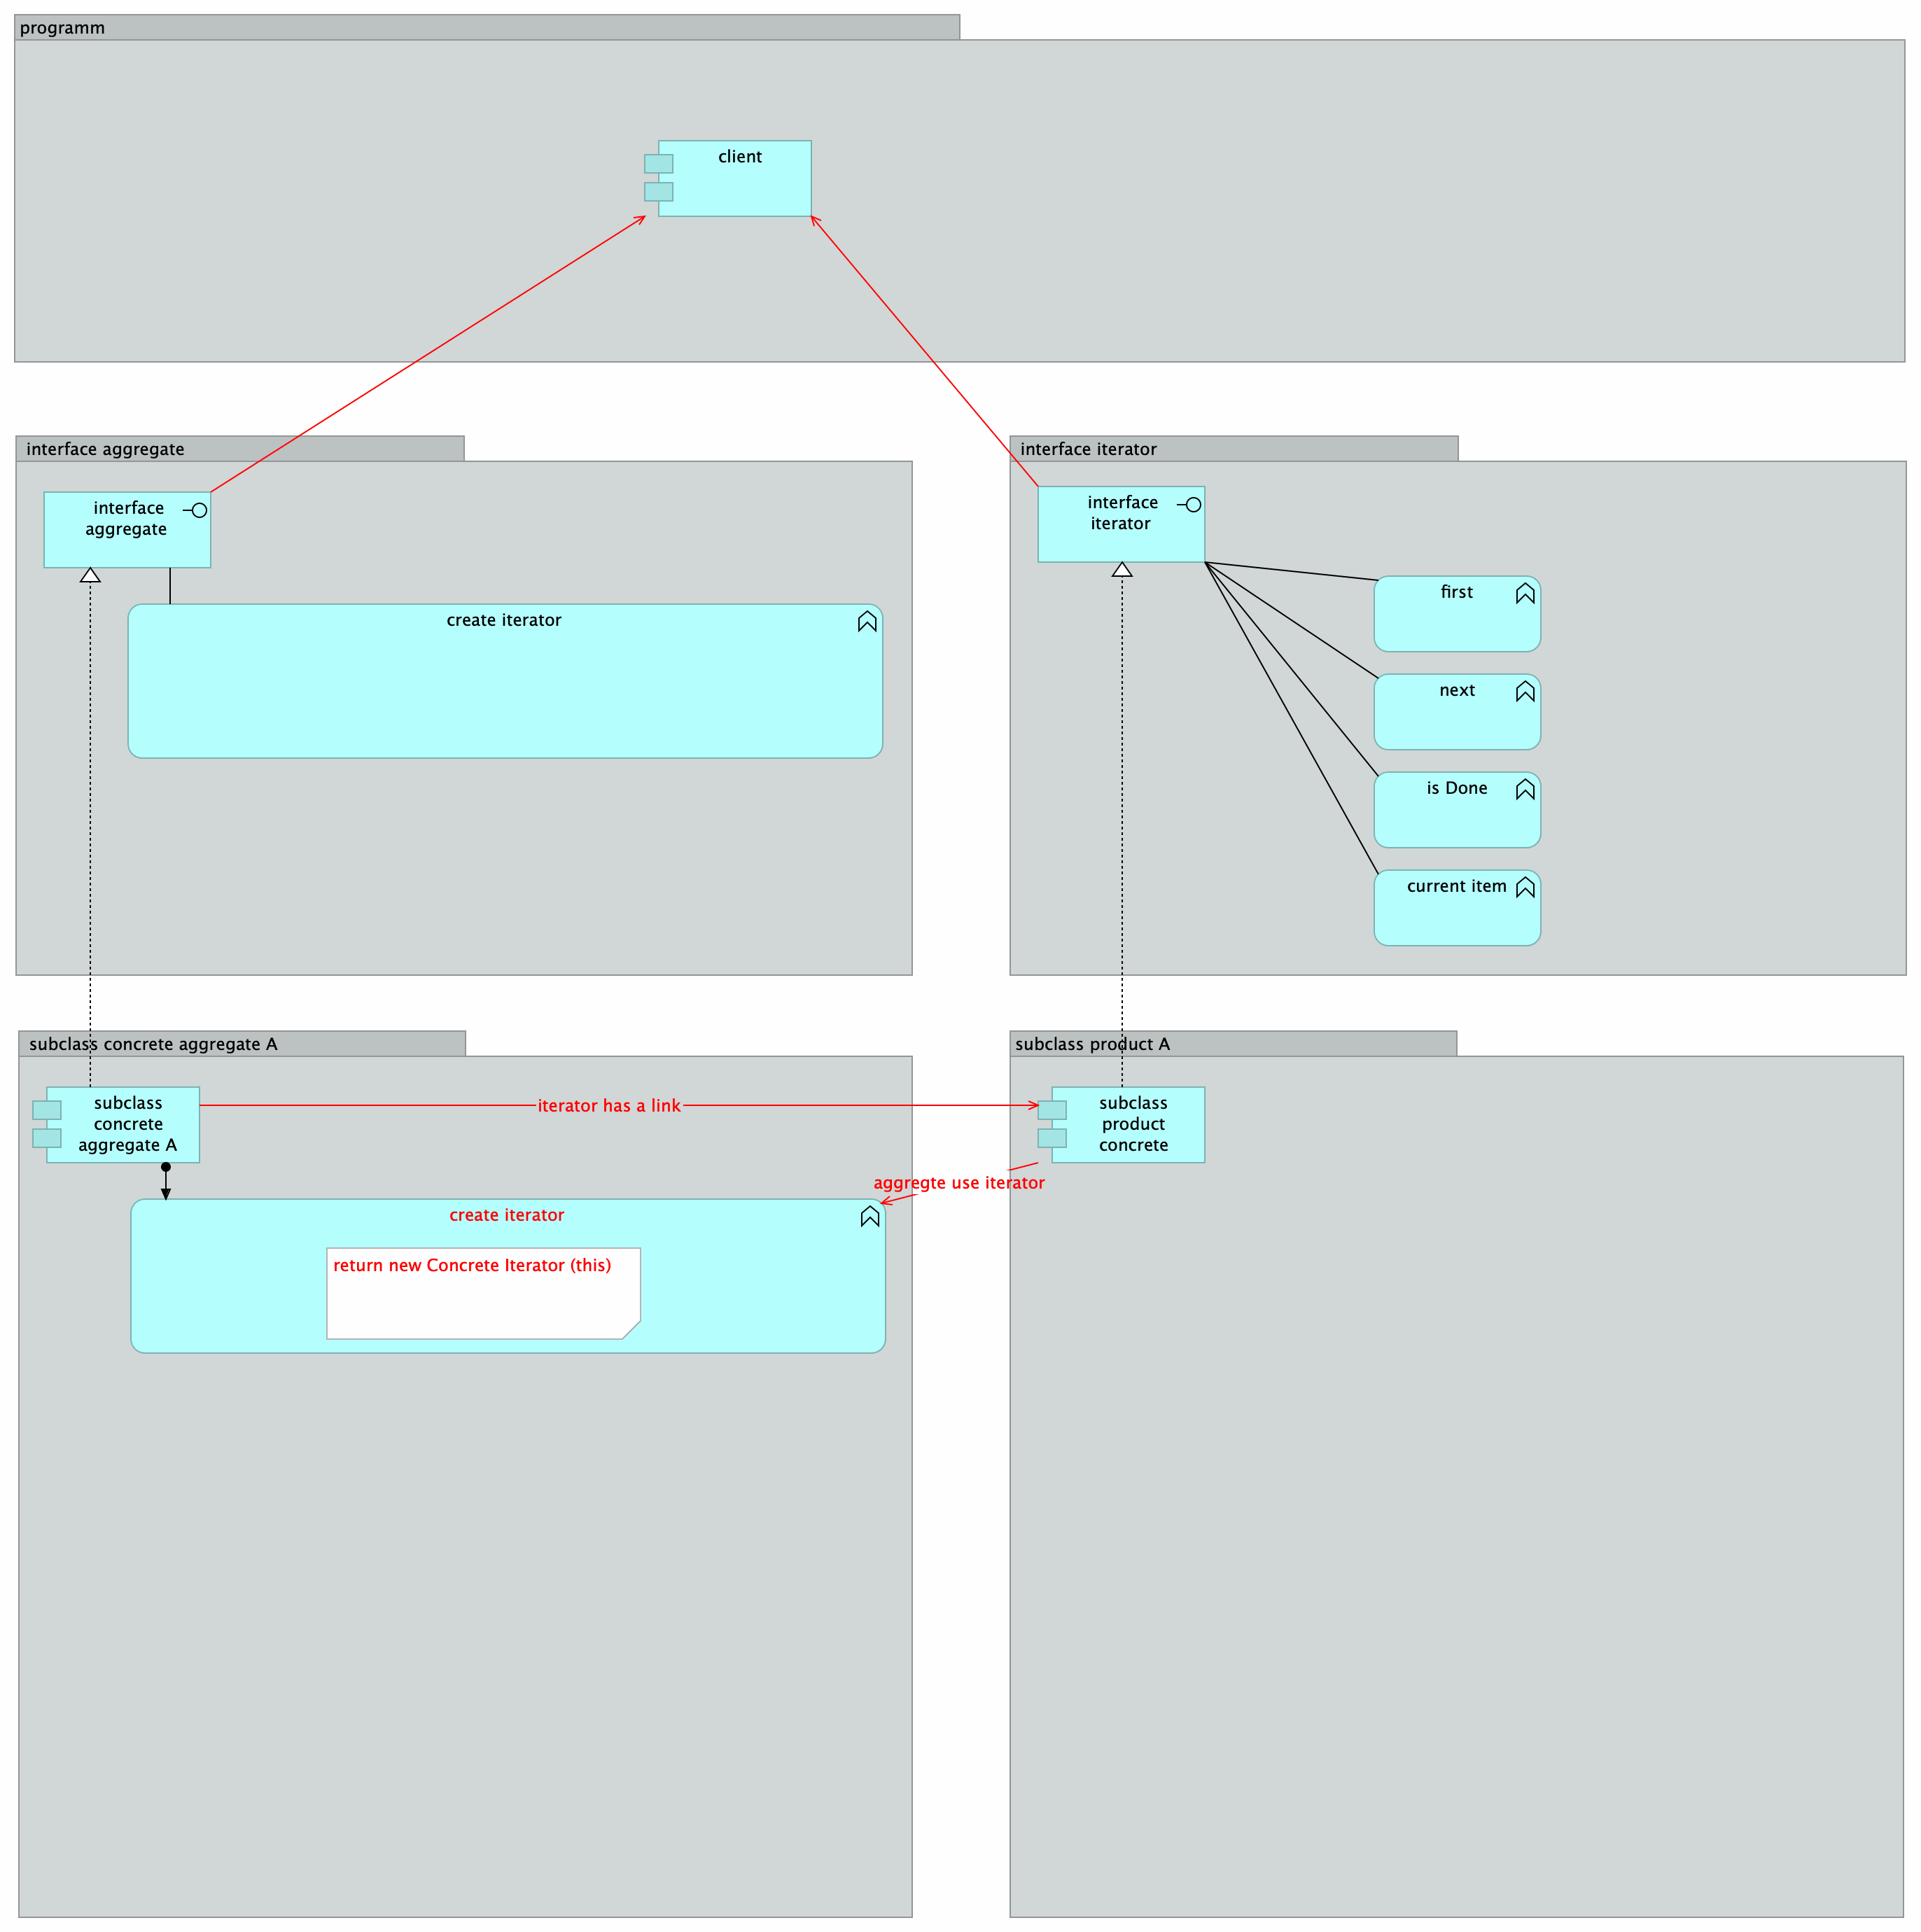 programm
client
interface aggregate
interface
aggregate
create iterator
interface iterator
interface
iterator
first
next
is Done
current item
subclass concrete aggregate A
subclass
concrete
aggregate A
iterator has a link
create iterator
return new Concrete Iterator (this)
aggregte use iterator
subclass product A
subclass
product
concrete